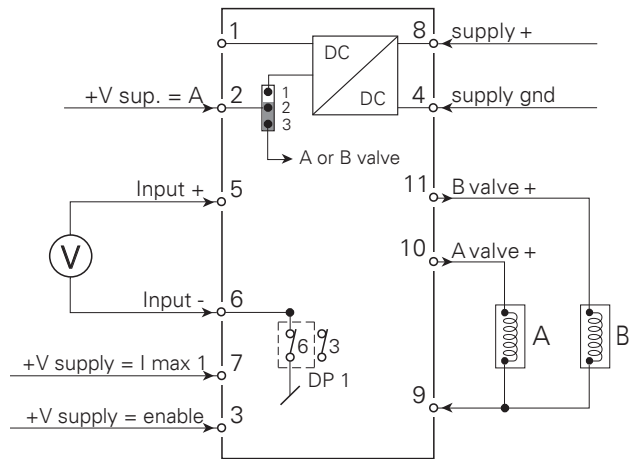 1
8
supply +
DC
DC
+V sup. = A
2
1
2
3
4
supply gnd
A or B valve
Input +
5
11
B valve +
V
10
A valve +
Input -
6
6
3
DP 1
A
B
+V supply = I max 1
7
+V supply = enable
3
9